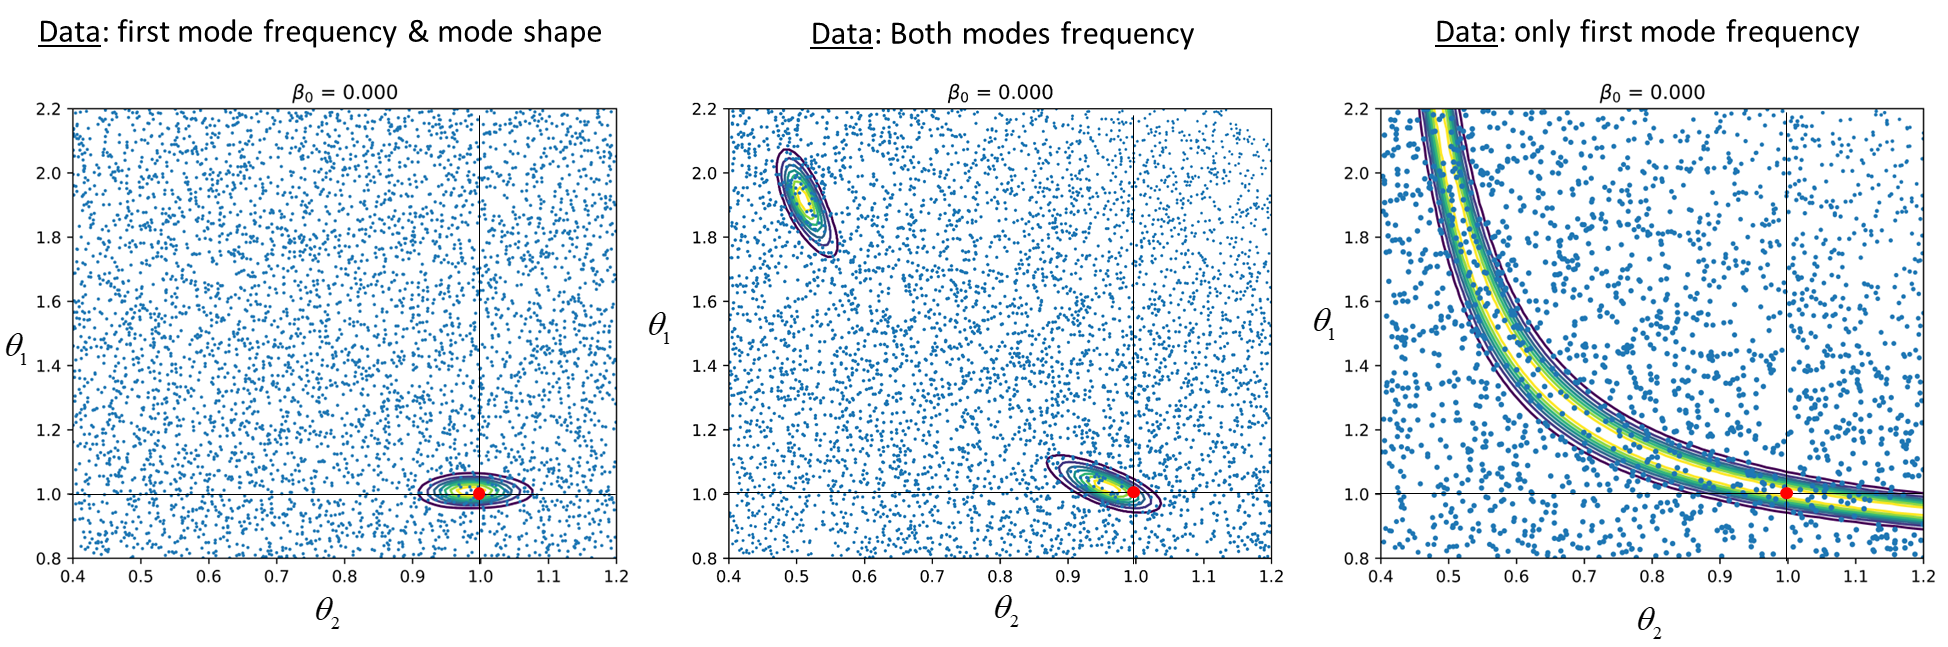 Data: first mode frequency & mode shape
β₀ = 0.000
2.2
2.0
1.8
1.6
1.4
1.2
1.0
0.8
θ₁
0.4 0.5 0.6 0.7 0.8 0.9 1.0 1.1 1.2
θ₂
Data: Both modes frequency
β₀ = 0.000
2.2
2.0
1.8
1.6
1.4
1.2
1.0
0.8
θ₁
0.4 0.5 0.6 0.7 0.8 0.9 1.0 1.1 1.2
θ₂
Data: only first mode frequency
β₀ = 0.000
2.2
2.0
1.8
1.6
1.4
1.2
1.0
0.8
θ₁
0.4 0.5 0.6 0.7 0.8 0.9 1.0 1.1 1.2
θ₂